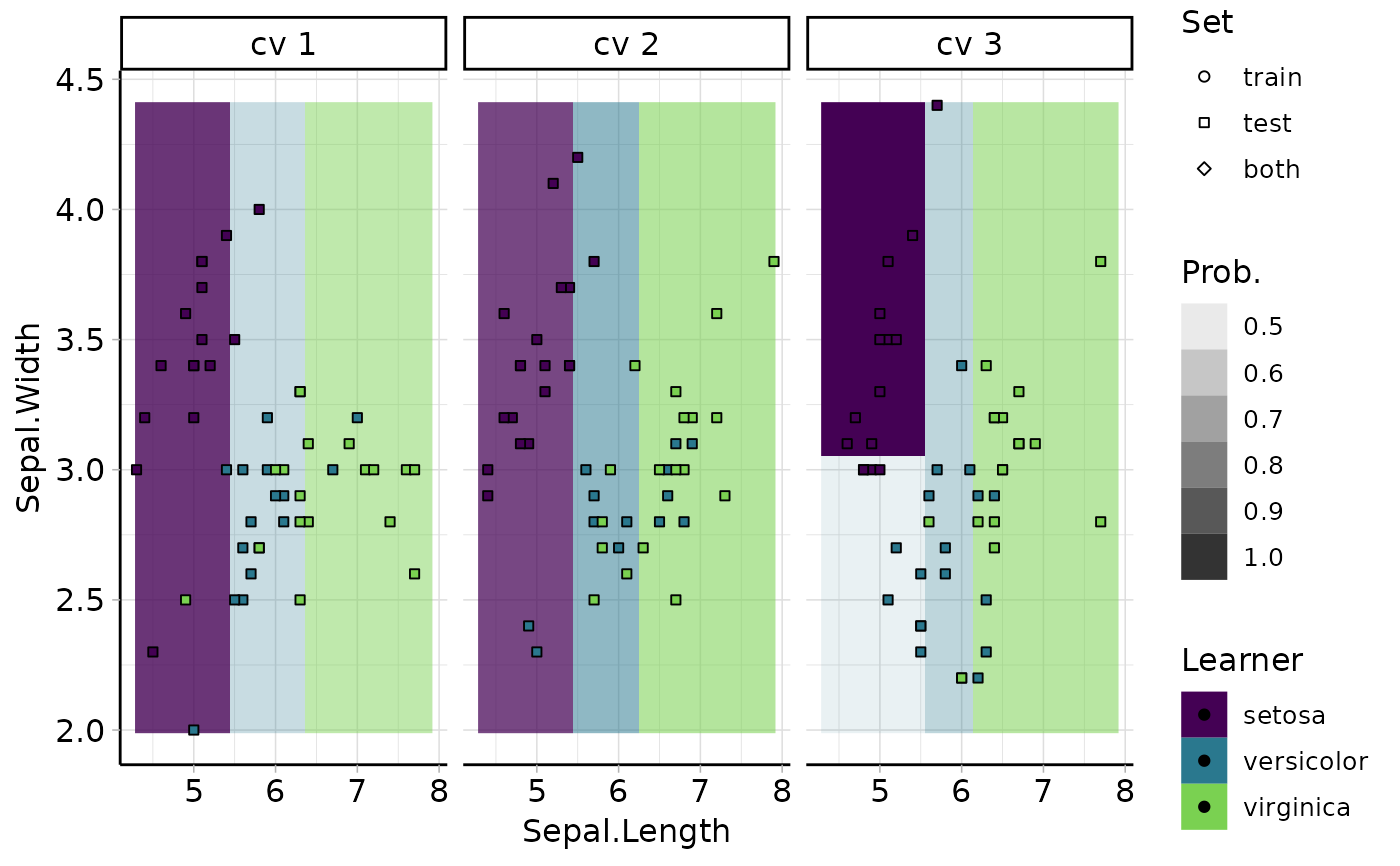 cv 1
cv 2
cv 3
4.5
4.0
3.5
3.0
2.5
2.0
Sepal.Width
5 6 7 8
5 6 7 8
5 6 7 8
Sepal.Length
Set
train
test
both
Prob.
0.5
0.6
0.7
0.8
0.9
1.0
Learner
setosa
versicolor
virginica